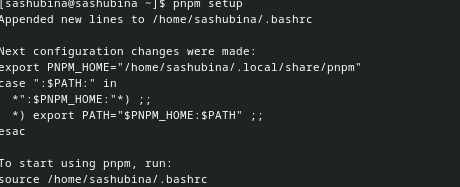 [sashubina@sashubina ~]$ pnpm setup
Appended new lines to /home/sashubina/.bashrc

Next configuration changes were made:
export PNPM_HOME="/home/sashubina/.local/share/pnpm"
case ":$PATH:" in
  *":$PNPM_HOME:"*) ;;
  *) export PATH="$PNPM_HOME:$PATH" ;;
esac

To start using pnpm, run:
source /home/sashubina/.bashrc